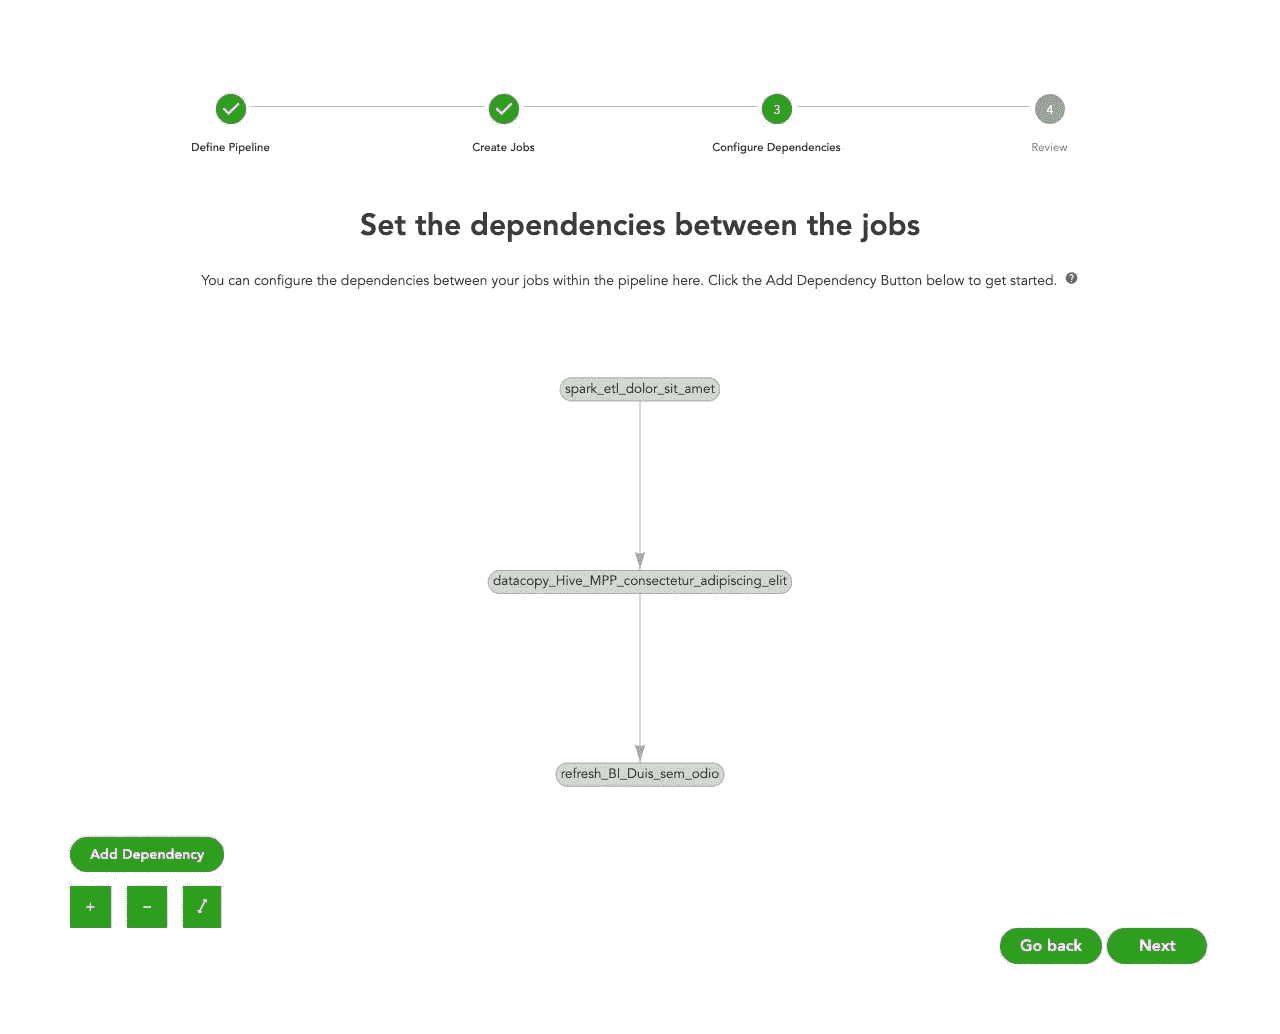 3
4
Define Pipeline
Create Jobs
Configure Dependencies
Review
Set the dependencies between the jobs
You can configure the dependencies between your jobs within the pipeline here. Click the Add Dependency Button below to get started. ?
spark_etl_dolor_sit_amet
datacopy_Hive_MPP_consectetur_adipiscing_elit
refresh_BI_Duis_sem_odio
Add Dependency
+
−
Go back
Next